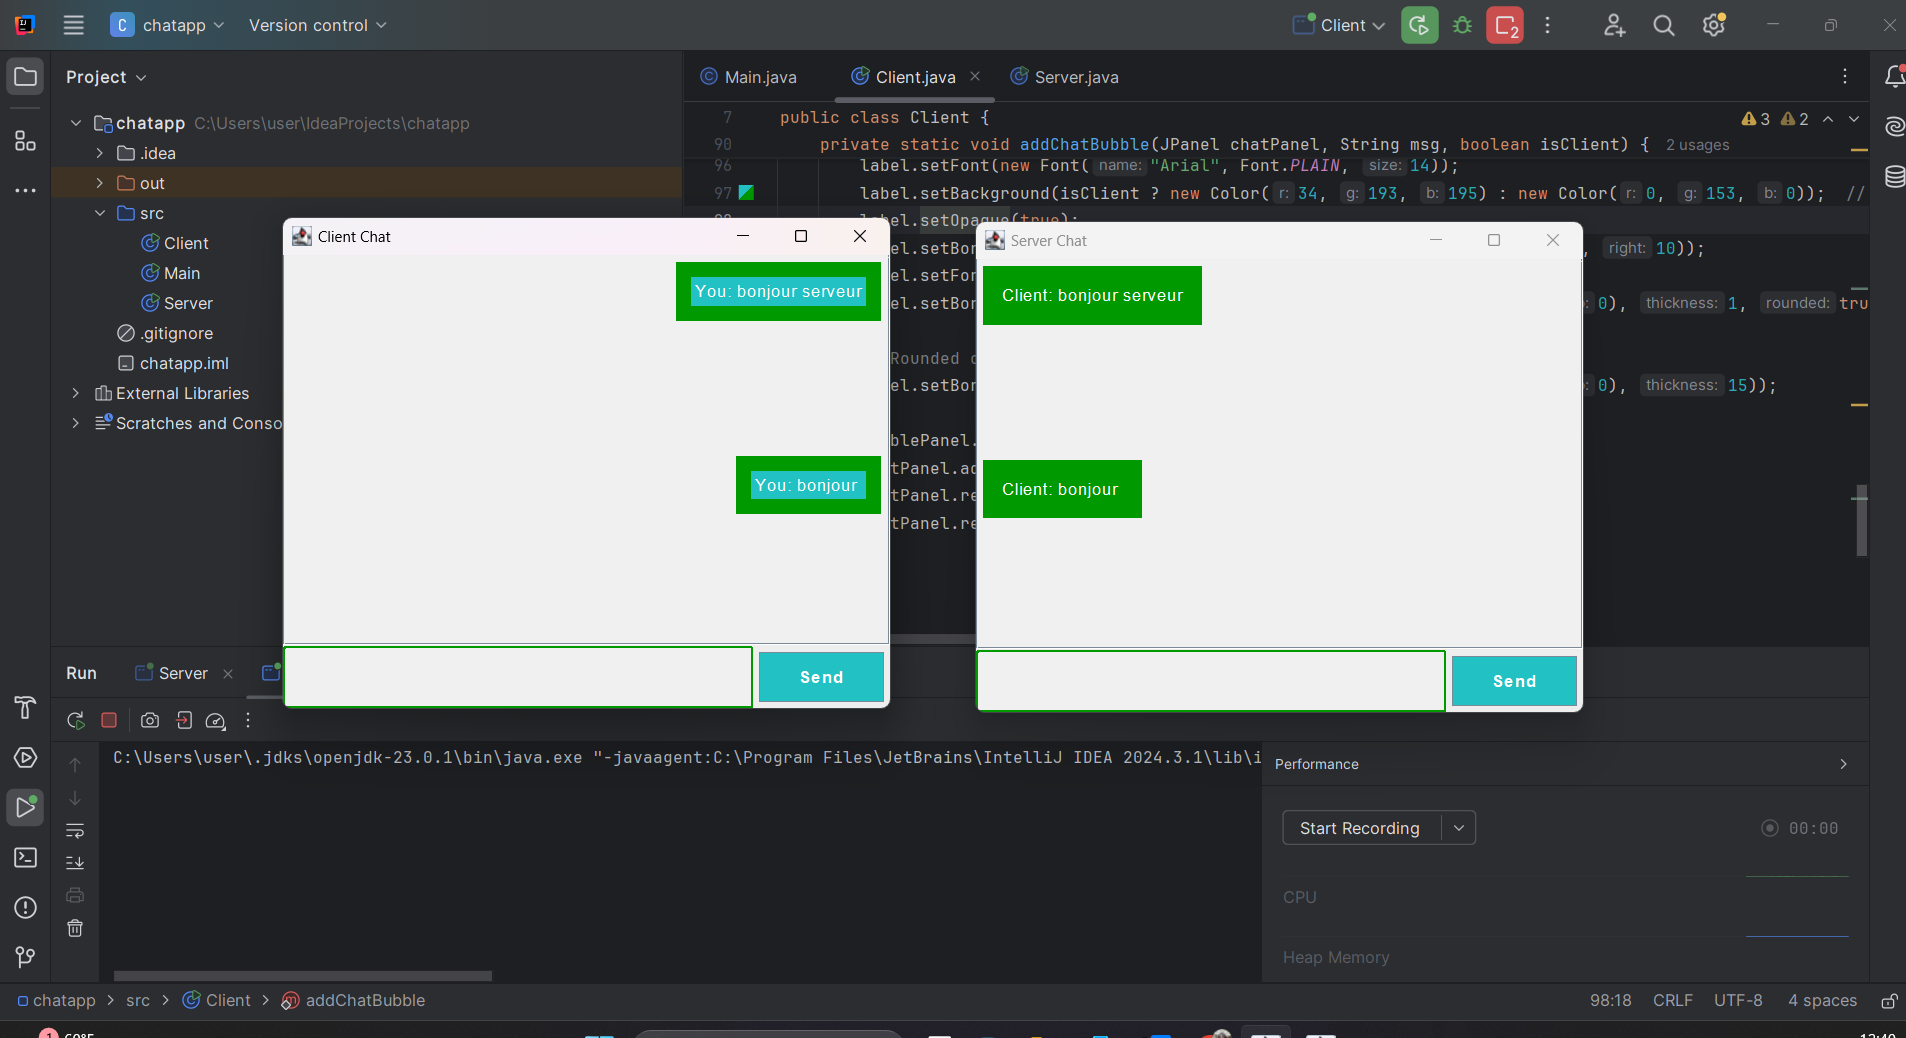 C chatapp Version control Client 2
Project
Main.java Client.java Server.java
chatapp C:\Users\user\IdeaProjects\chatapp
.idea
out
src
Client
Main
Server
.gitignore
chatapp.iml
External Libraries
Scratches and Conso
7 public class Client { 3 2
90 private static void addChatBubble(JPanel chatPanel, String msg, boolean isClient) { 2 usages
96 label.setFont(new Font( name: "Arial", Font.PLAIN, size: 14));
97 label.setBackground(isClient ? new Color( r: 34, g: 193, b: 195) : new Color( r: 0, g: 153, b: 0)); //
label.setOpaque(true);
el.setBor , right: 10));
el.setFor
el.setBor 0), thickness: 1, rounded: tru
Rounded
el.setBor 0), thickness: 15));
blePanel.
tPanel.ad
tPanel.re
tPanel.re
Client Chat
You: bonjour serveur
You: bonjour
Send
Server Chat
Client: bonjour serveur
Client: bonjour
Send
Run Server
C:\Users\user\.jdks\openjdk-23.0.1\bin\java.exe "-javaagent:C:\Program Files\JetBrains\IntelliJ IDEA 2024.3.1\lib\i
Performance
Start Recording 00:00
CPU
Heap Memory
chatapp > src > Client > addChatBubble
98:18 CRLF UTF-8 4 spaces